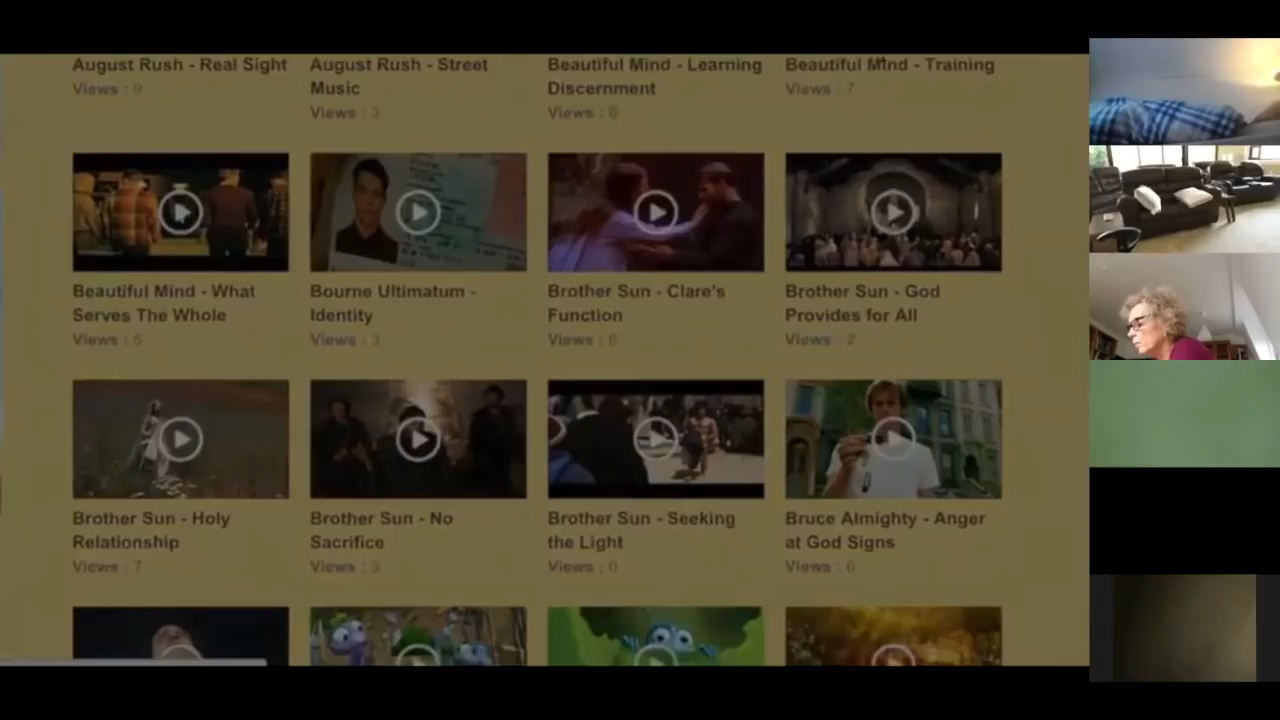 August Rush - Real Sight
Views : 9
August Rush - Street
Music
Views : 3
Beautiful Mind - Learning
Discernment
Views : 6
Beautiful Mind - Training
Views : 7
Beautiful Mind - What
Serves The Whole
Views : 5
Bourne Ultimatum -
Identity
Views : 3
Brother Sun - Clare's
Function
Views : 6
Brother Sun - God
Provides for All
Views : 2
Brother Sun - Holy
Relationship
Views : 7
Brother Sun - No
Sacrifice
Views : 3
Brother Sun - Seeking
the Light
Views : 0
Bruce Almighty - Anger
at God Signs
Views : 6